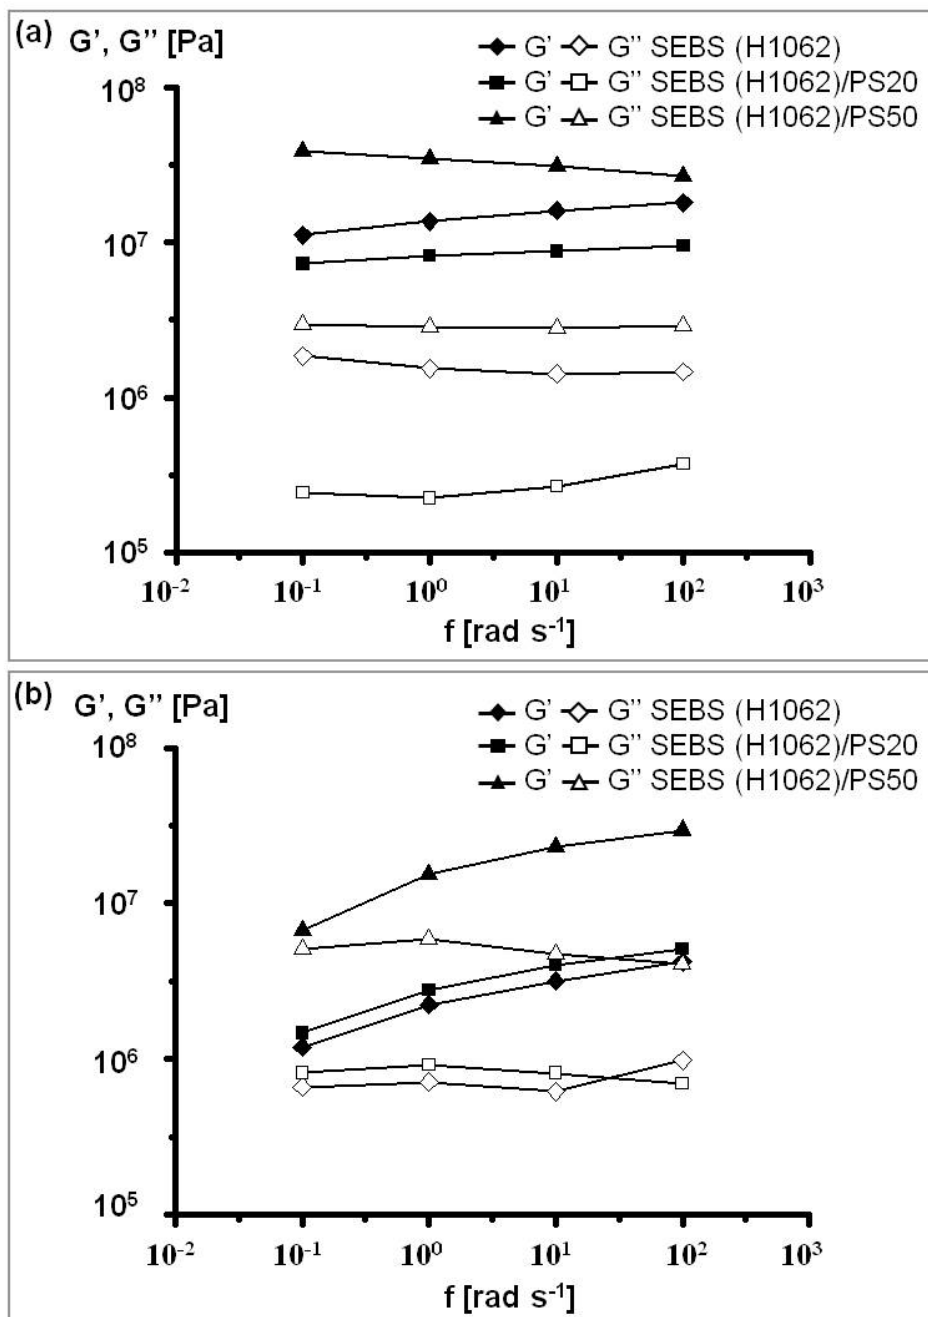 (a) G’, G’’ [Pa]
G’ G’’ SEBS (H1062)
G’ G’’ SEBS (H1062)/PS20
G’ G’’ SEBS (H1062)/PS50
10⁸
10⁷
10⁶
10⁵
10⁻² 10⁻¹ 10⁰ 10¹ 10² 10³
f [rad s⁻¹]
(b) G’, G’’ [Pa]
G’ G’’ SEBS (H1062)
G’ G’’ SEBS (H1062)/PS20
G’ G’’ SEBS (H1062)/PS50
10⁸
10⁷
10⁶
10⁵
10⁻² 10⁻¹ 10⁰ 10¹ 10² 10³
f [rad s⁻¹]